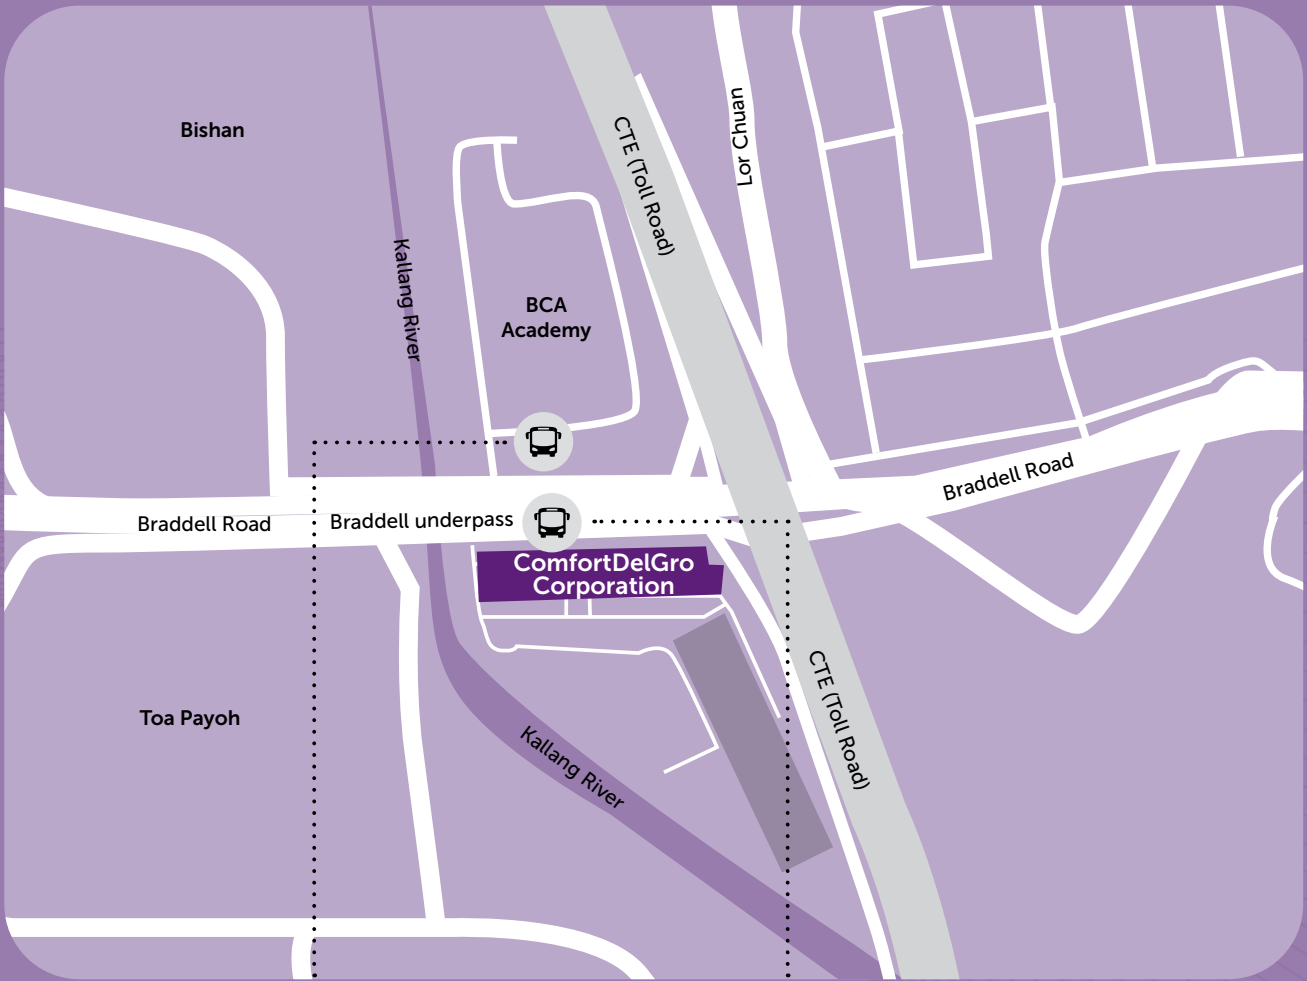 Bishan
Lor Chuan
CTE (Toll Road)
Kallang River
BCA
Academy
Braddell Road
Braddell Road
Braddell underpass
ComfortDelGro
Corporation
Toa Payoh
CTE (Toll Road)
Kallang River